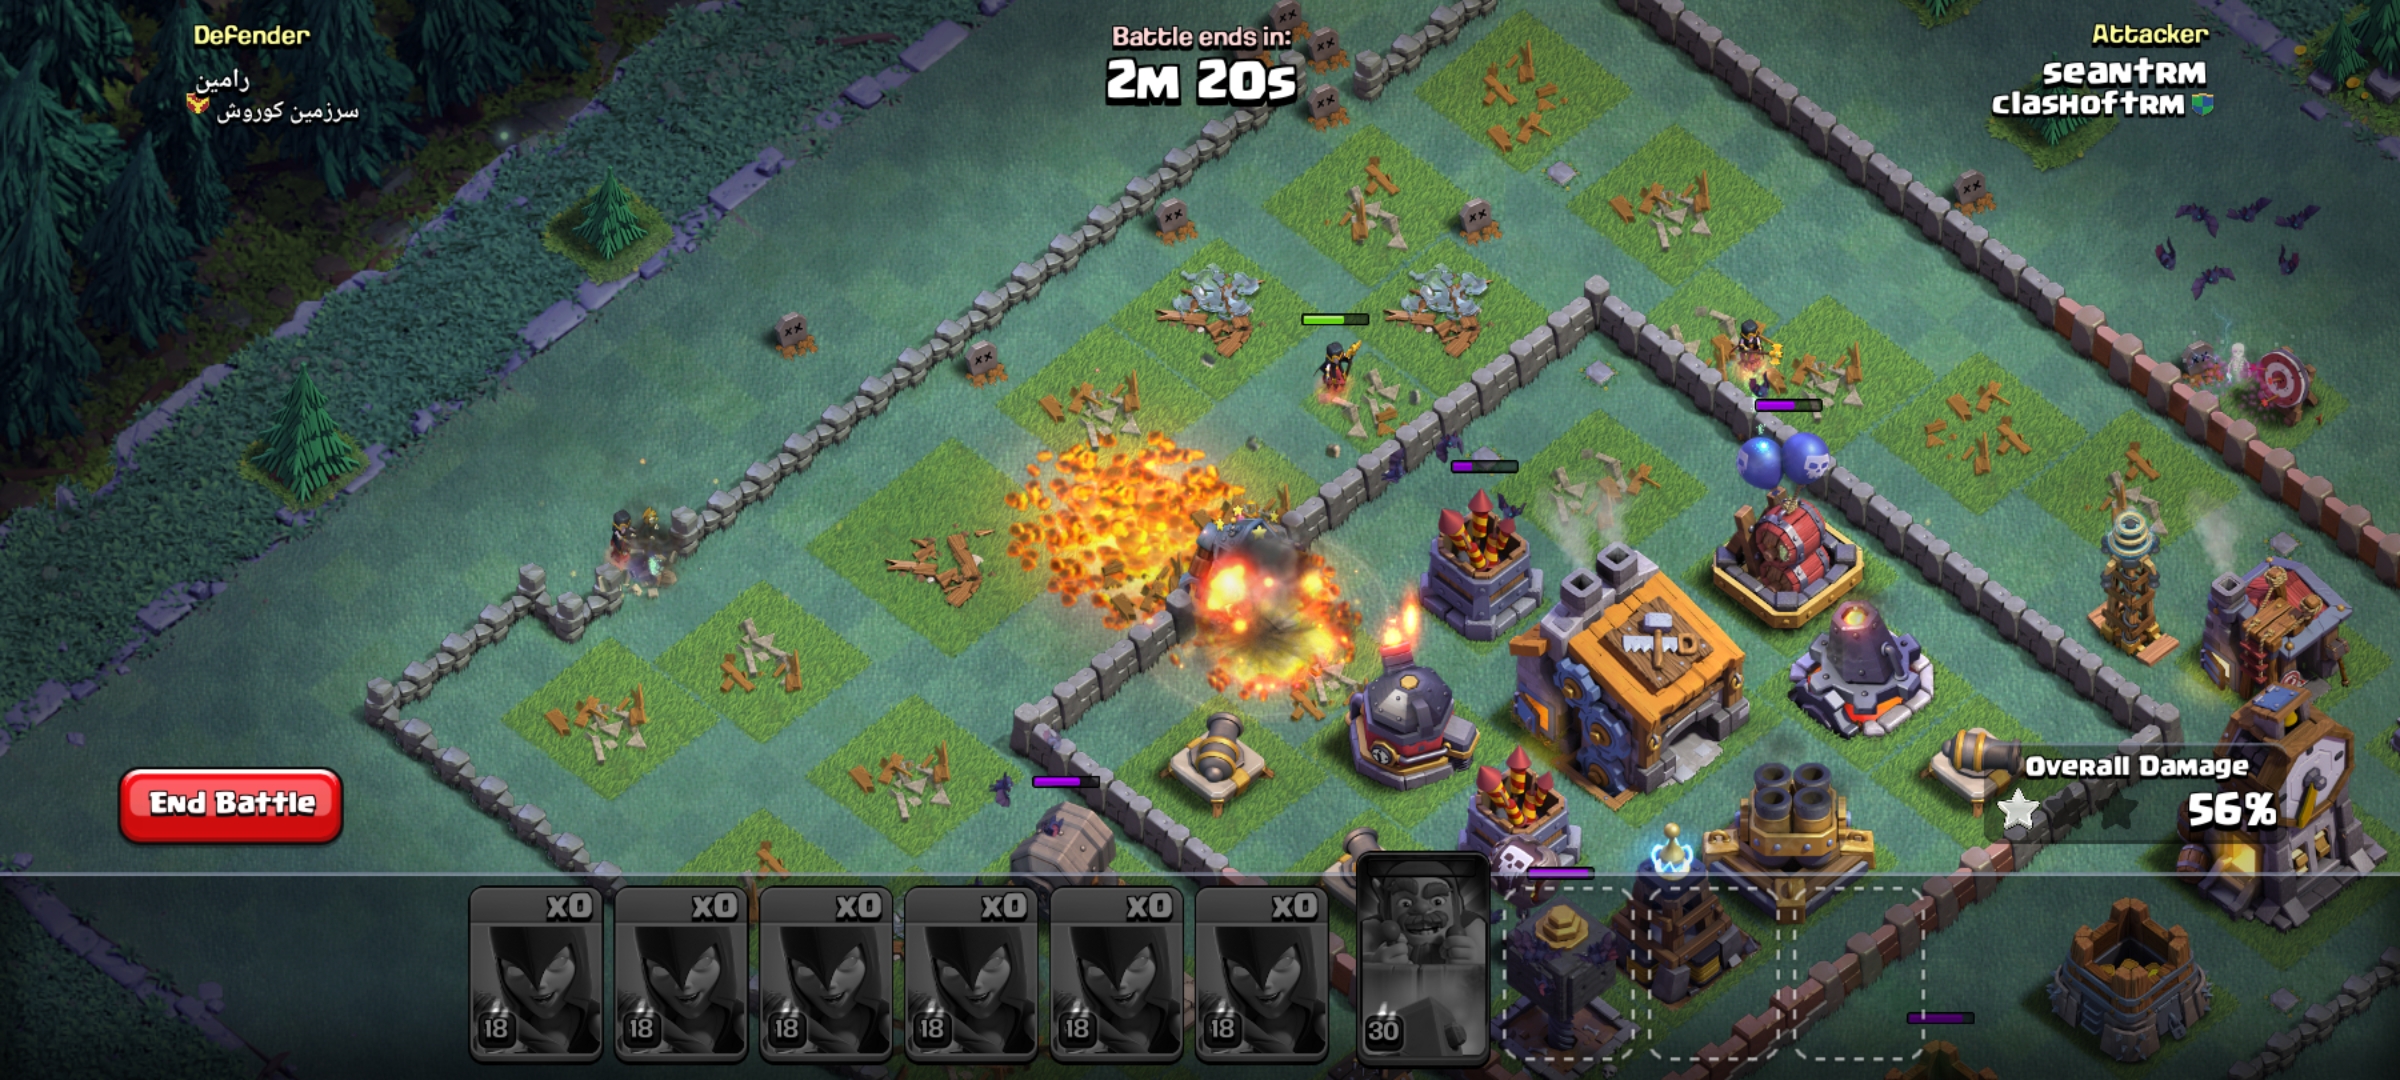 Defender
رامین
سرزمین کوروش
Battle ends in:
2M 20s
Attacker
seantRM
clashoftRM
End Battle
Overall Damage
56%
x0
x0
x0
x0
x0
x0
18
18
18
18
18
18
30